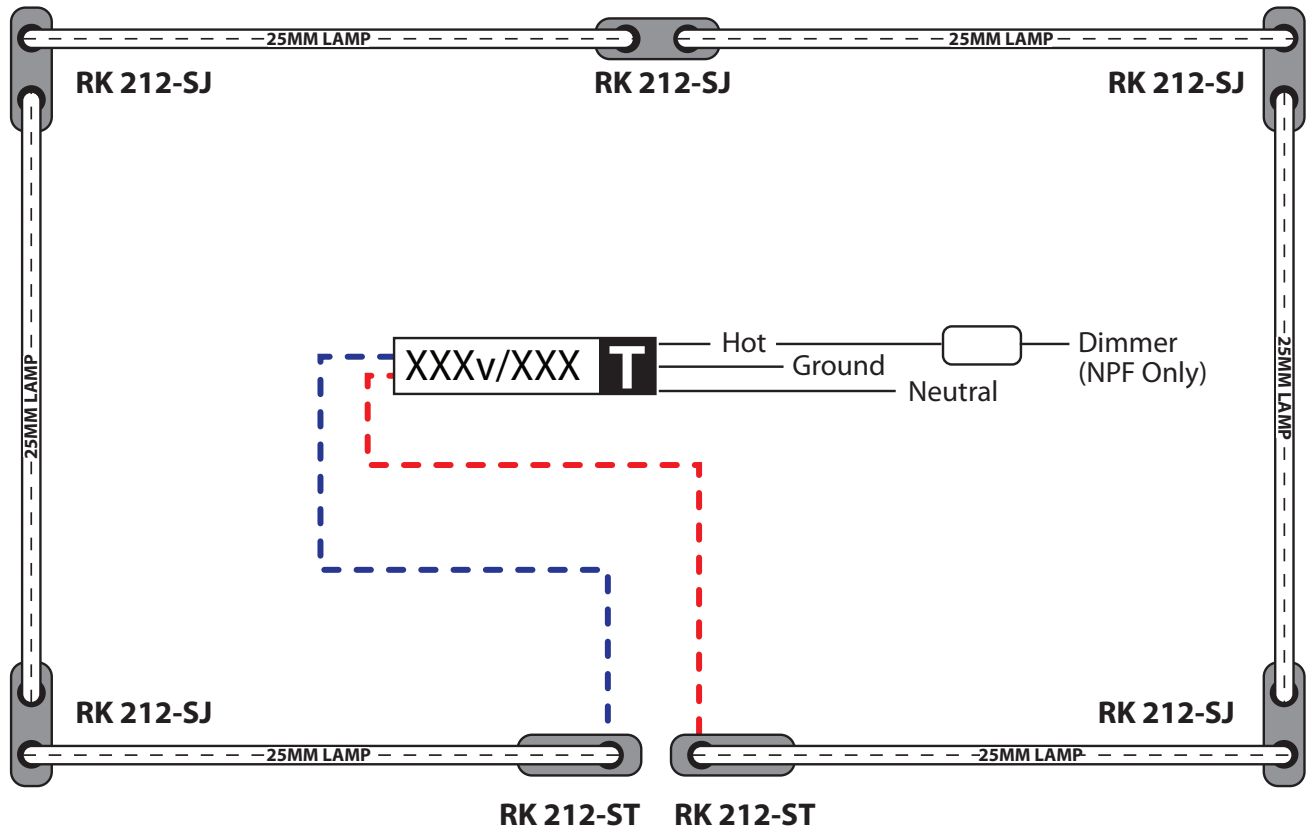 25MM LAMP
25MM LAMP
RK 212-SJ
RK 212-SJ
RK 212-SJ
25MM LAMP
25MM LAMP
XXXv/XXX
T
Hot
Ground
Neutral
Dimmer
(NPF Only)
RK 212-SJ
RK 212-SJ
25MM LAMP
25MM LAMP
RK 212-ST
RK 212-ST